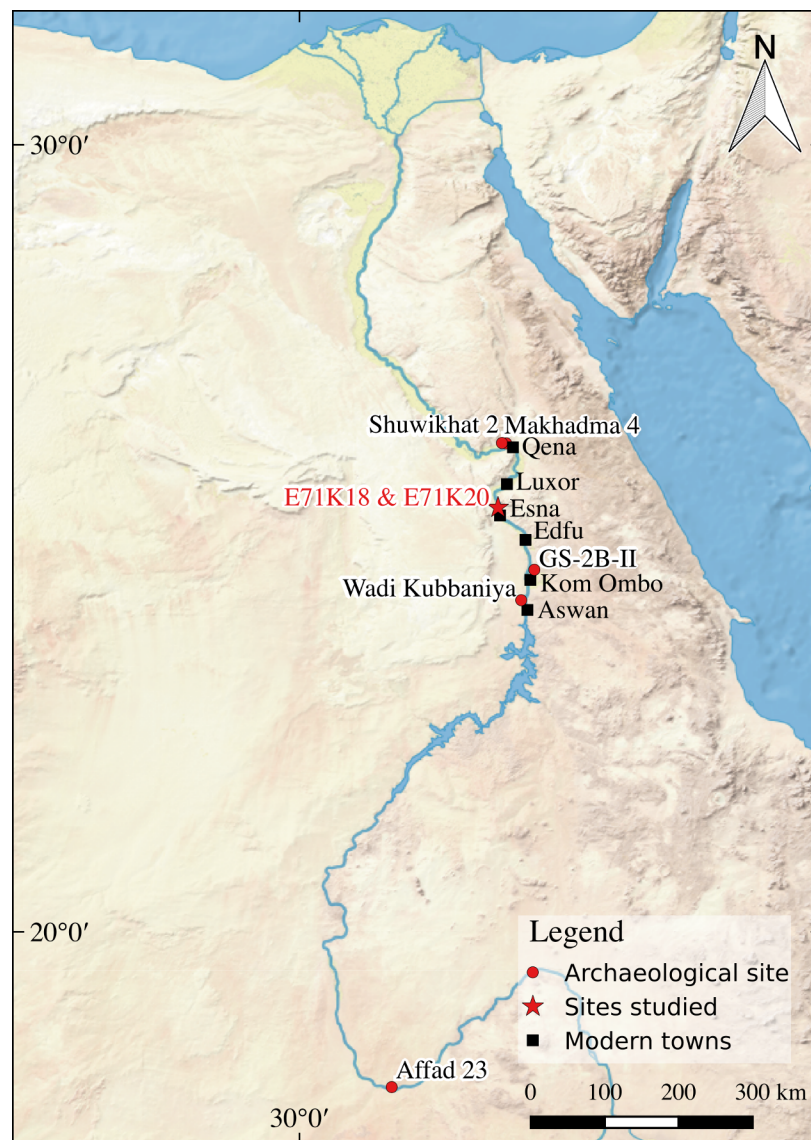 N
30°0′
Shuwikhat 2
Makhadma 4
Qena
Luxor
E71K18 & E71K20
Esna
Edfu
GS-2B-II
Kom Ombo
Wadi Kubbaniya
Aswan
20°0′
Legend
Archaeological site
Sites studied
Modern towns
Affad 23
0 100 200 300 km
30°0′